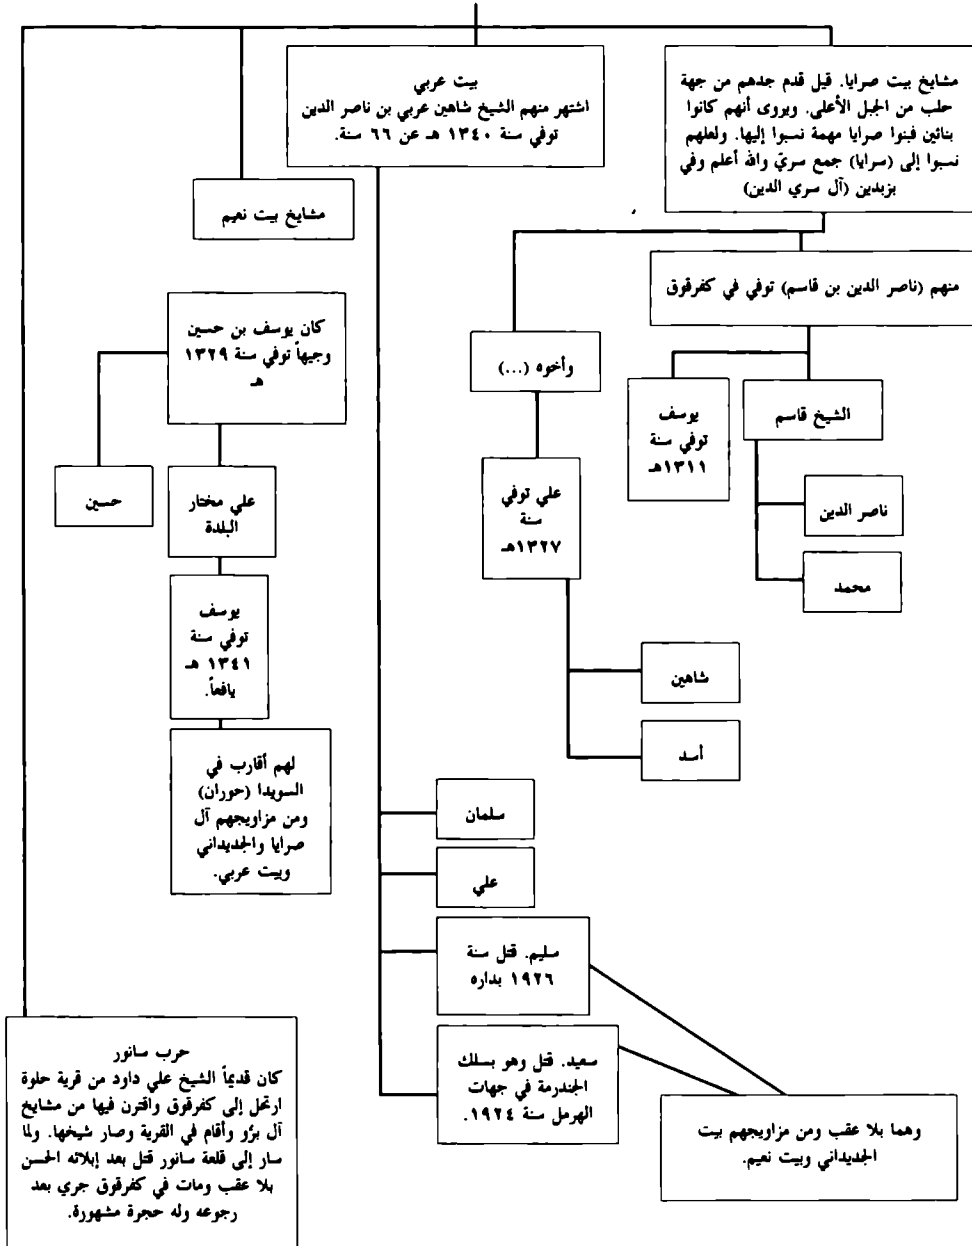 مشايخ بيت صرايا. قيل قدم جدهم من جهة
حلب من الجبل الأعلى. ويروى أنهم كانوا
بنائين فبنوا صرايا مهمة نسبوا إليها. ولعلهم
نسبوا إلى (سرايا) جمع سريّ والله أعلم وفي
بزبدين (آل سري الدين)
منهم (ناصر الدين بن قاسم) توفي في كفرقوق
الشيخ قاسم
ناصر الدين
محمد
يوسف
توفي سنة
١٣١١هـ
وأخوه (...)
علي توفي
سنة
١٣٢٧هـ
شاهين
أسد
بيت عربي
اشتهر منهم الشيخ شاهين عربي بن ناصر الدين
توفي سنة ١٣٤٠ هـ عن ٦٦ سنة.
سلمان
علي
سليم. قتل سنة
١٩٢٦ بداره
سعيد. قتل وهو بسلك
الجندرمة في جهات
الهرمل سنة ١٩٢٤.
وهما بلا عقب ومن مزاويجهم بيت
الجديداني وبيت نعيم.
مشايخ بيت نعيم
كان يوسف بن حسين
وجيهاً توفي سنة ١٣٢٩
هـ
حسين
علي مختار
البلدة
يوسف
توفي سنة
١٣٤١ هـ
يافعاً.
لهم أقارب في
السويدا (حوران)
ومن مزاويجهم آل
صرايا والجديداني
وبيت عربي.
حرب سانور
كان قديماً الشيخ علي داود من قرية حلوة
ارتحل إلى كفرقوق واقترن فيها من مشايخ
آل برّو وأقام في القرية وصار شيخها. ولما
سار إلى قلعة سانور قتل بعد إبلائه الحسن
بلا عقب ومات في كفرقوق جري بعد
رجوعه وله حجرة مشهورة.